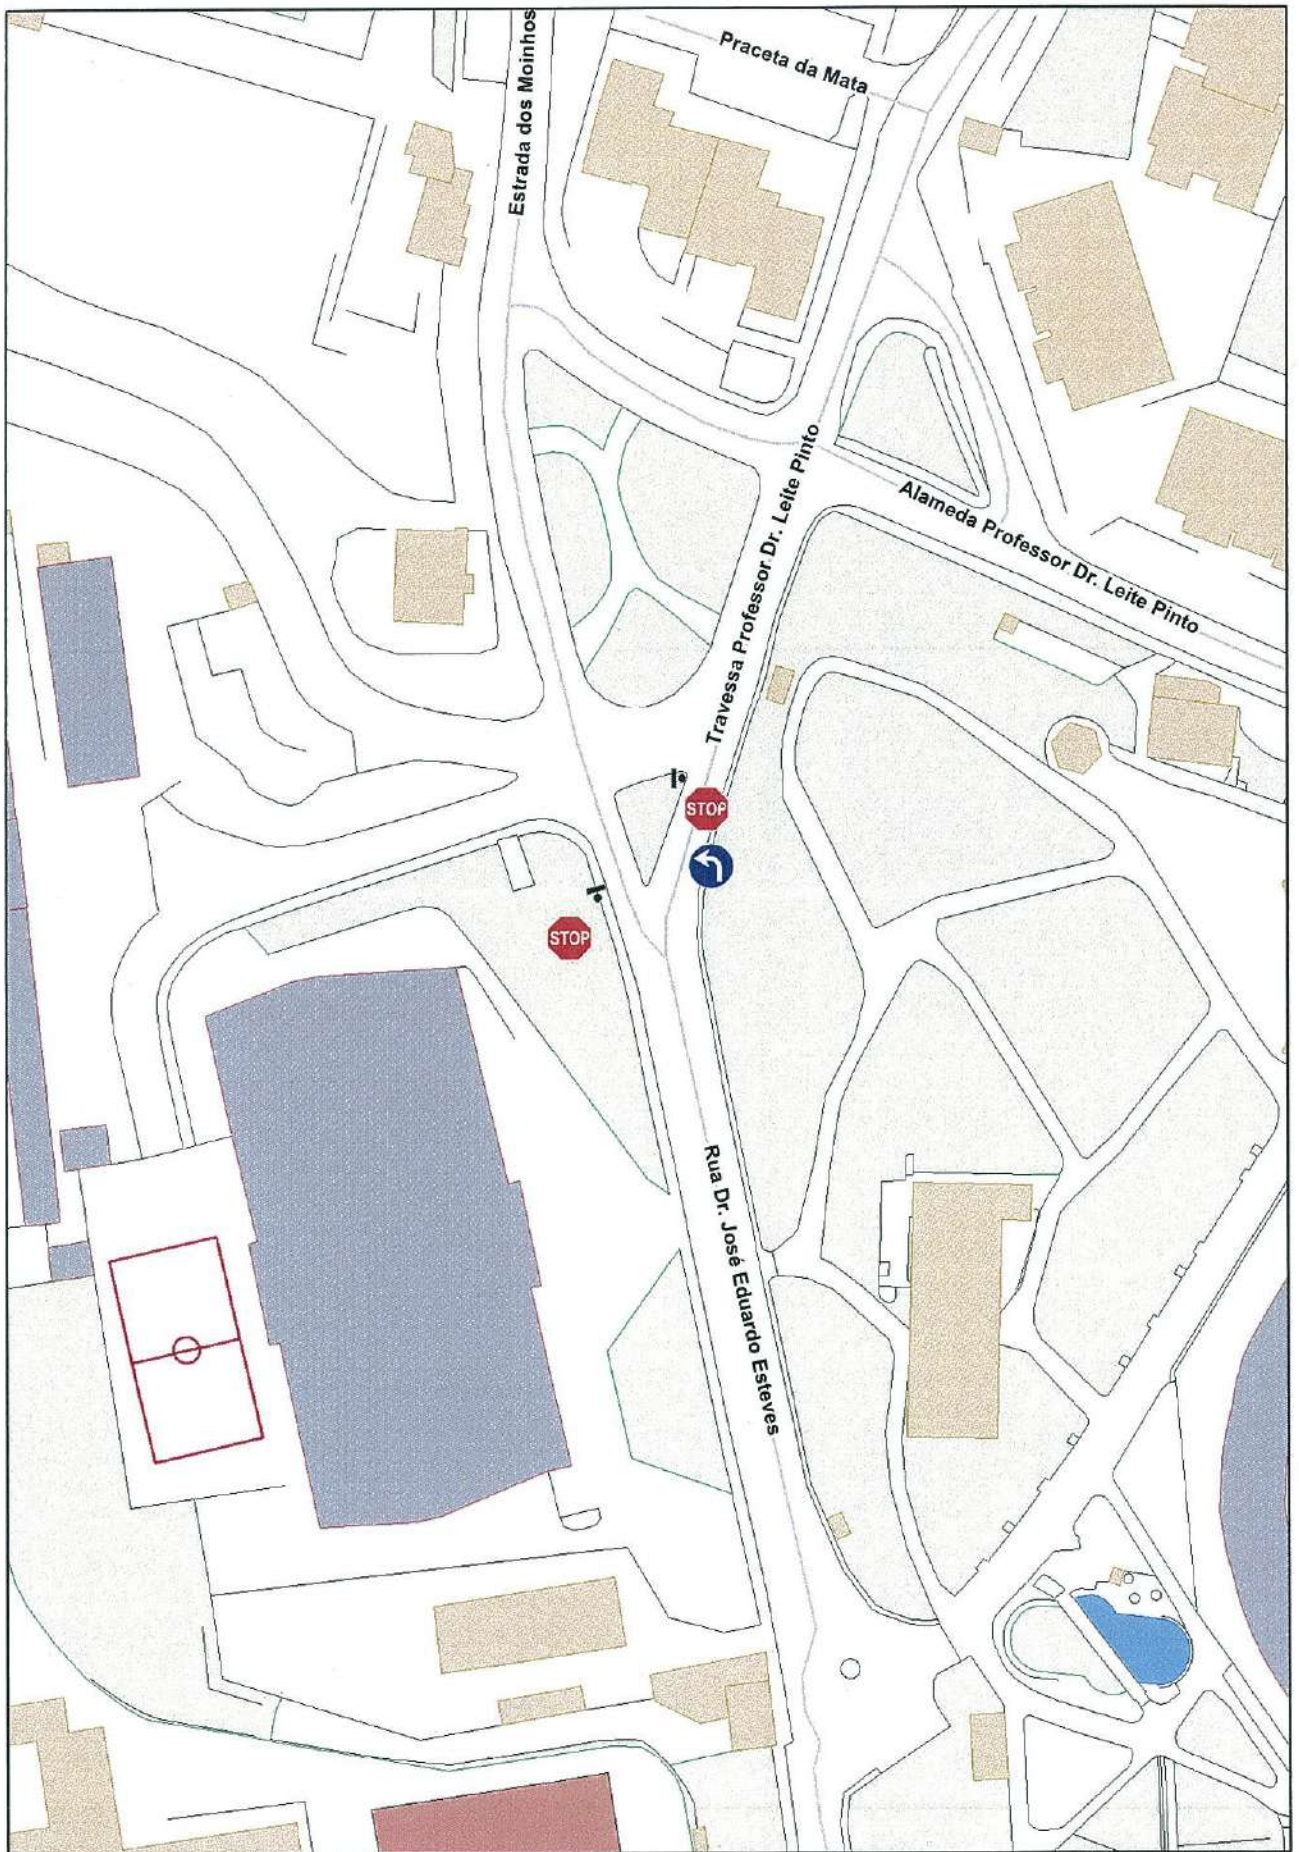 Estrada dos Moinhos
Praceta da Mata
Travessa Professor Dr. Leite Pinto
Alameda Professor Dr. Leite Pinto
STOP
STOP
Rua Dr. José Eduardo Esteves